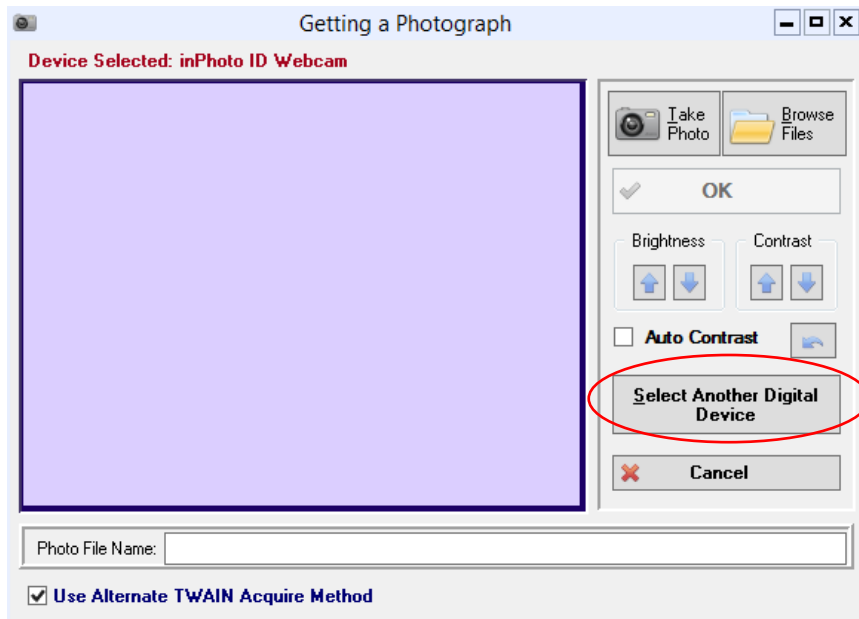 Getting a Photograph
Device Selected: inPhoto ID Webcam
Take
Photo
Browse
Files
OK
Brightness
Contrast
Auto Contrast
Select Another Digital
Device
Cancel
Photo File Name:
Use Alternate TWAIN Acquire Method